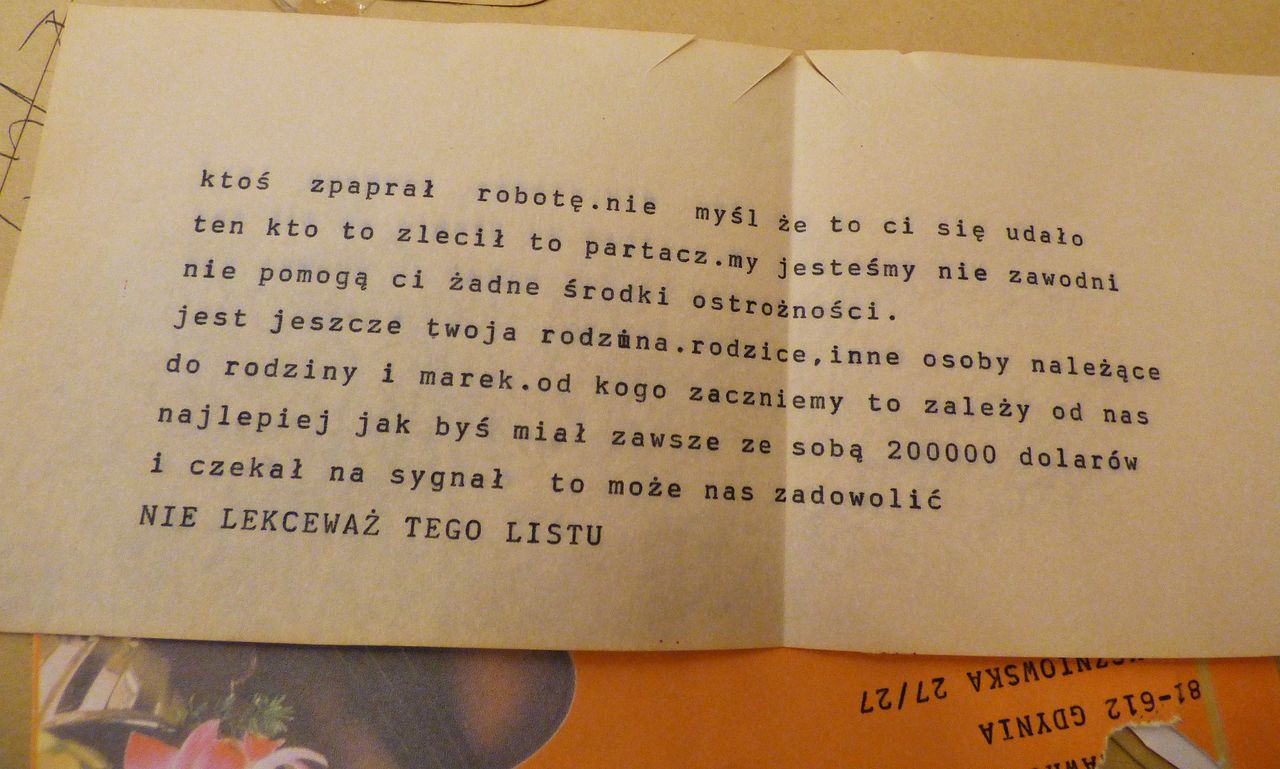 ktoś zpaprał robotę.nie myśl że to ci się udało
ten kto to zlecił to partacz.my jesteśmy nie zawodni
nie pomogą ci żadne środki ostrożności.
jest jeszcze twoja rodzina.rodzice,inne osoby należące
do rodziny i marek.od kogo zaczniemy to zależy od nas
najlepiej jak byś miał zawsze ze sobą 200000 dolarów
i czekał na sygnał to może nas zadowolić
NIE LEKCEWAŻ TEGO LISTU
81-612 GDYNIA
27/27